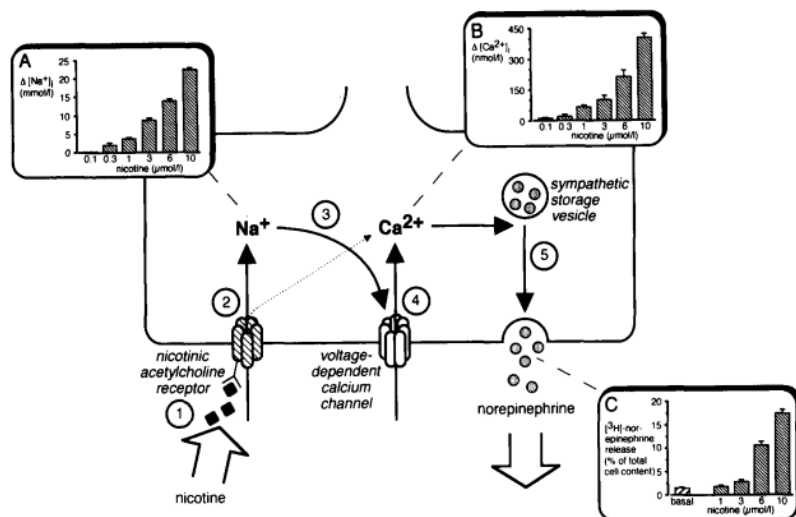 A
Δ [Na⁺]i
(mmol/l)
25
20
15
10
5
0
0.1 0.3 1 3 6 10
nicotine (µmol/l)
B
Δ [Ca²⁺]i
(nmol/l)
450
300
150
0
0.1 0.3 1 3 6 10
nicotine (µmol/l)
sympathetic
storage
vesicle
Na⁺
3
Ca²⁺
5
2
4
nicotinic
acetylcholine
receptor
voltage-
dependent
calcium
channel
1
nicotine
norepinephrine
C
[³H]-nor-
epinephrine
release
(% of total
cell content)
20
15
10
5
0
basal 1 3 6 10
nicotine (µmol/l)